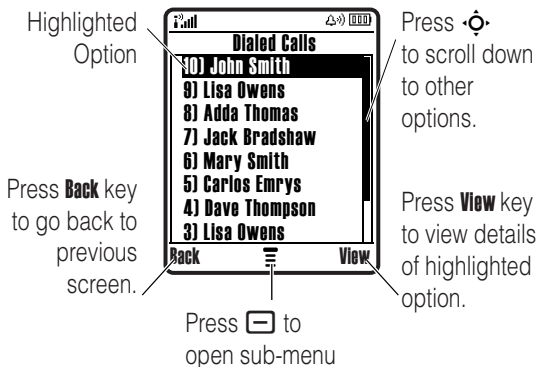 Highlighted
Option
Dialed Calls
10) John Smith
9) Lisa Owens
8) Adda Thomas
7) Jack Bradshaw
6) Mary Smith
5) Carlos Emrys
4) Dave Thompson
3) Lisa Owens
Back
View
Press
to scroll down
to other
options.
Press Back key
to go back to
previous
screen.
Press View key
to view details
of highlighted
option.
Press to
open sub-menu